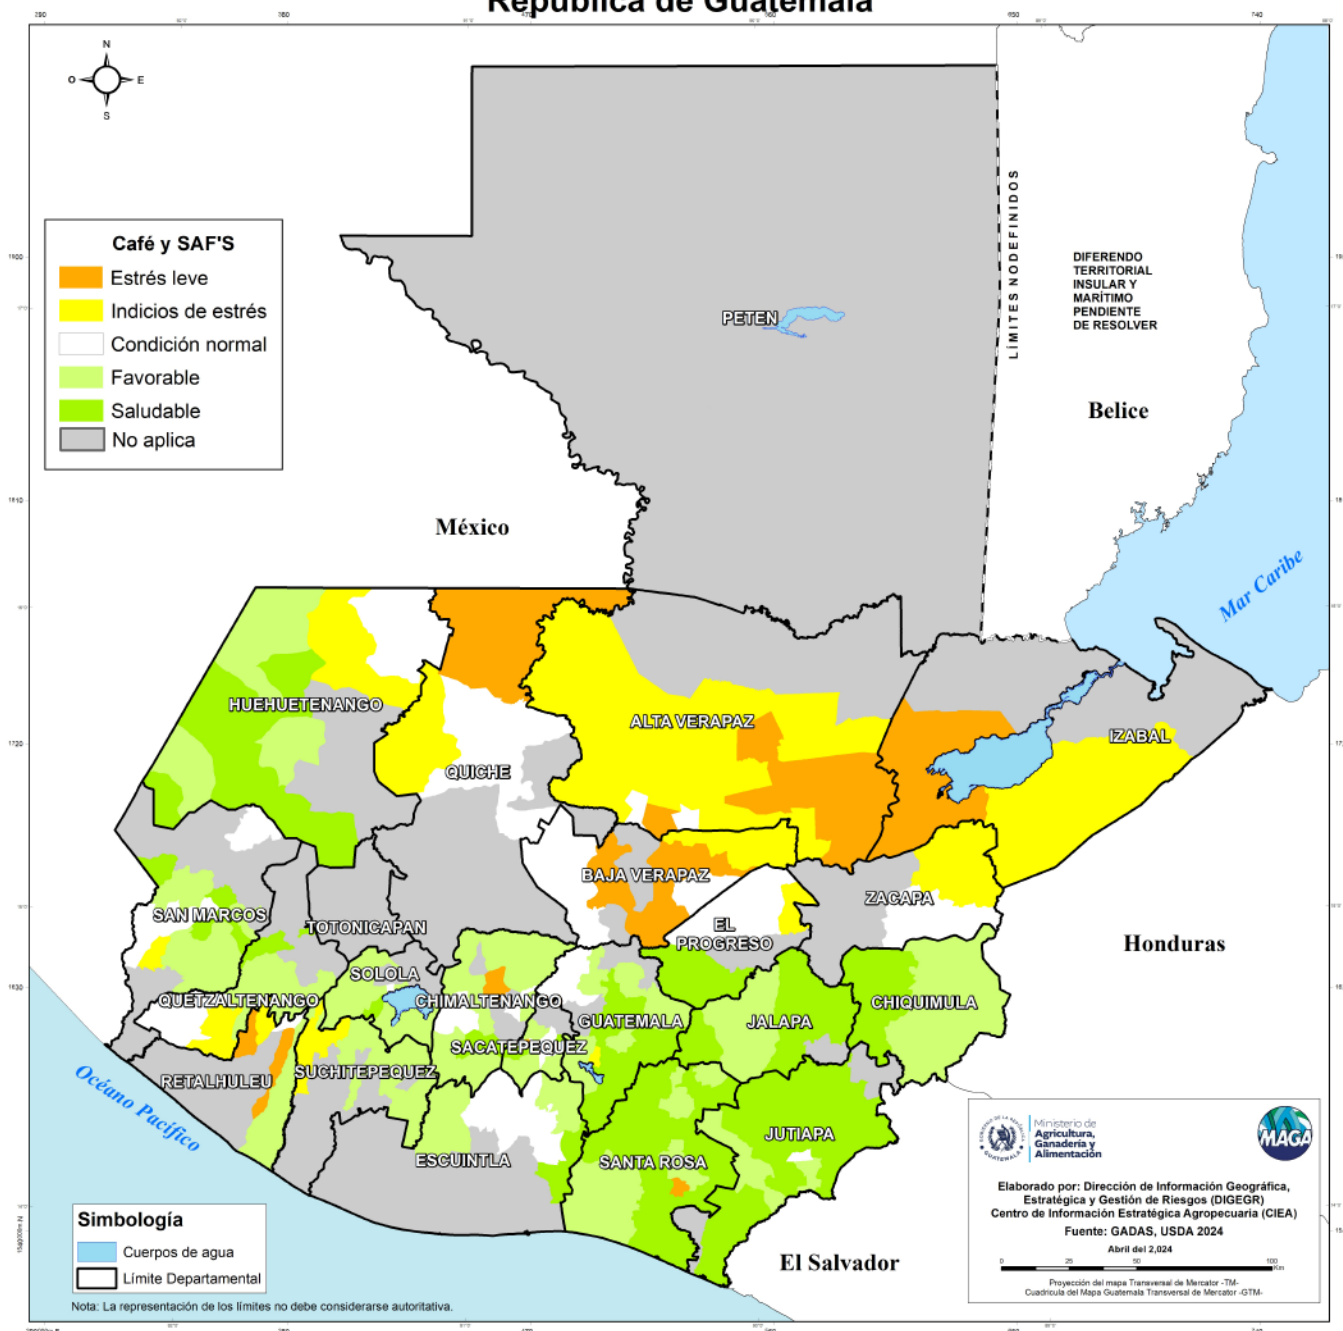 República de Guatemala
N
O
E
S
Café y SAF'S
Estrés leve
Indicios de estrés
Condición normal
Favorable
Saludable
No aplica
PETEN
LÍMITES NODEFINIDOS
DIFERENDO
TERRITORIAL
INSULAR Y
MARÍTIMO
PENDIENTE
DE RESOLVER
Belice
México
Mar Caribe
HUEHUETENANGO
ALTA VERAPAZ
IZABAL
QUICHE
BAJA VERAPAZ
ZACAPA
SAN MARCOS
TOTONICAPAN
EL
PROGRESO
Honduras
SOLOLA
QUETZALTENANGO
CHIMALTENANGO
CHIQUIMULA
GUATEMALA
JALAPA
SACATEPEQUEZ
RETALHULEU
SUCHITEPEQUEZ
Océano Pacífico
JUTIAPA
ESCUINTLA
SANTA ROSA
El Salvador
Simbología
Cuerpos de agua
Límite Departamental
Nota: La representación de los límites no debe considerarse autoritativa.
Ministerio de
Agricultura,
Ganadería y
Alimentación
MAGA
Elaborado por: Dirección de Información Geográfica,
Estratégica y Gestión de Riesgos (DIGEGR)
Centro de Información Estratégica Agropecuaria (CIEA)
Fuente: GADAS, USDA 2024
Abril del 2,024
0 25 50 100
Km
Proyección del mapa Transversal de Mercator -TM-
Cuadricula del Mapa Guatemala Transversal de Mercator -GTM-